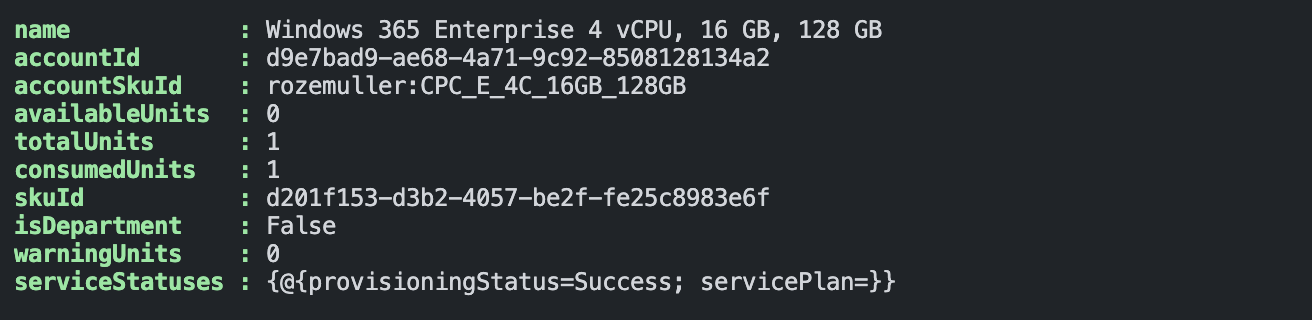 name            : Windows 365 Enterprise 4 vCPU, 16 GB, 128 GB
accountId       : d9e7bad9-ae68-4a71-9c92-8508128134a2
accountSkuId    : rozemuller:CPC_E_4C_16GB_128GB
availableUnits  : 0
totalUnits      : 1
consumedUnits   : 1
skuId           : d201f153-d3b2-4057-be2f-fe25c8983e6f
isDepartment    : False
warningUnits    : 0
serviceStatuses : {@{provisioningStatus=Success; servicePlan=}}